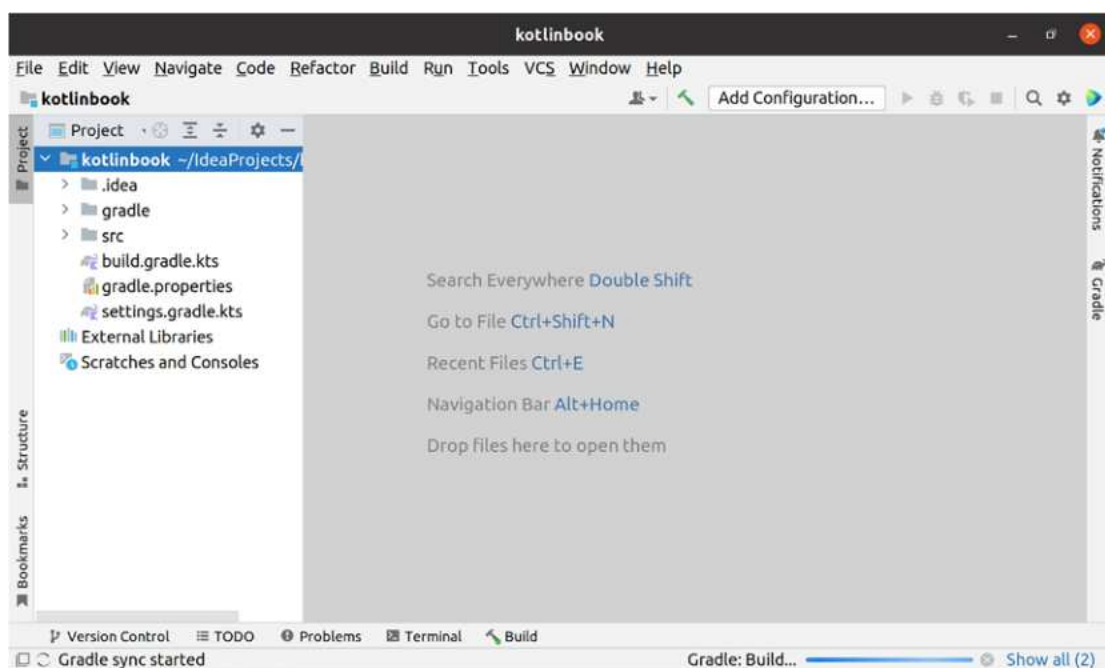 kotlinbook
File Edit View Navigate Code Refactor Build Run Tools VCS Window Help
kotlinbook Add Configuration...
Project
Project
kotlinbook ~/IdeaProjects/
.idea
gradle
src
build.gradle.kts
gradle.properties
settings.gradle.kts
External Libraries
Scratches and Consoles
Structure
Bookmarks
Search Everywhere Double Shift
Go to File Ctrl+Shift+N
Recent Files Ctrl+E
Navigation Bar Alt+Home
Drop files here to open them
Notifications
Gradle
Version Control TODO Problems Terminal Build
Gradle sync started Gradle: Build... Show all (2)